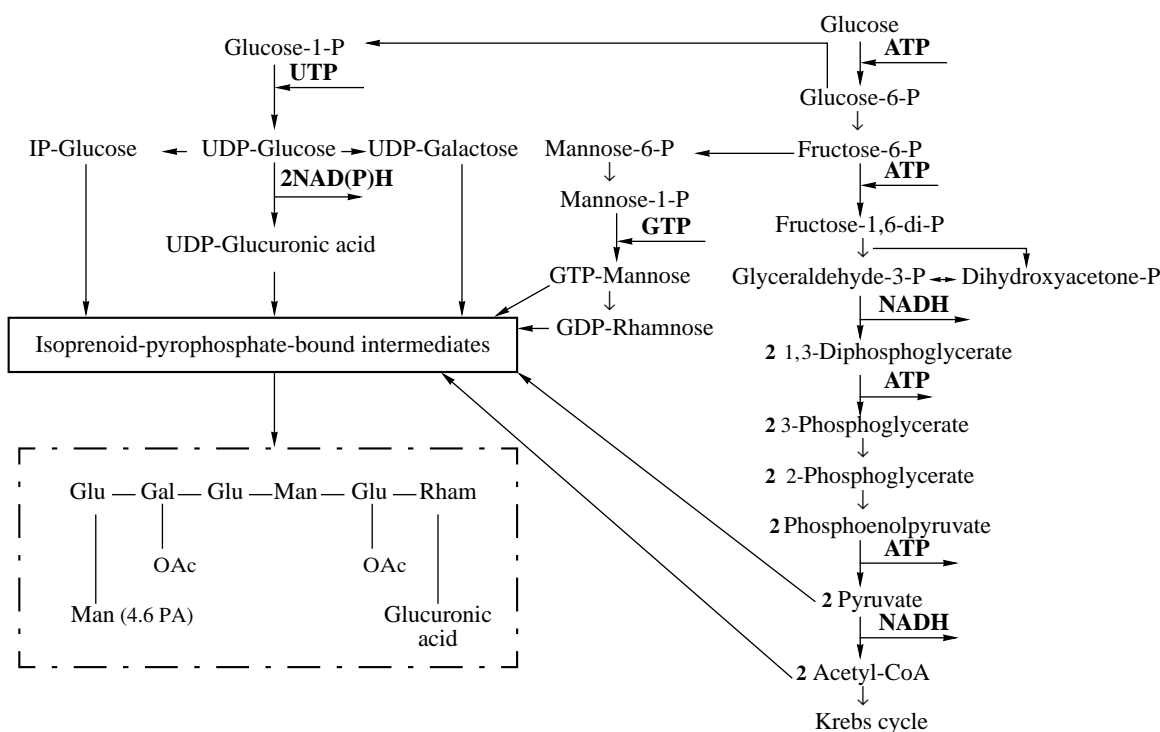 Glucose
Glucose-1-P
ATP
UTP
Glucose-6-P
IP-Glucose
UDP-Glucose
UDP-Galactose
Mannose-6-P
Fructose-6-P
2NAD(P)H
ATP
Mannose-1-P
UDP-Glucuronic acid
GTP
Fructose-1,6-di-P
GTP-Mannose
Glyceraldehyde-3-P
Dihydroxyacetone-P
NADH
GDP-Rhamnose
Isoprenoid-pyrophosphate-bound intermediates
2 1,3-Diphosphoglycerate
ATP
2 3-Phosphoglycerate
2 2-Phosphoglycerate
Glu — Gal — Glu — Man — Glu — Rham
2 Phosphoenolpyruvate
ATP
OAc
OAc
2 Pyruvate
Man (4.6 PA)
Glucuronic
acid
NADH
2 Acetyl-CoA
Krebs cycle